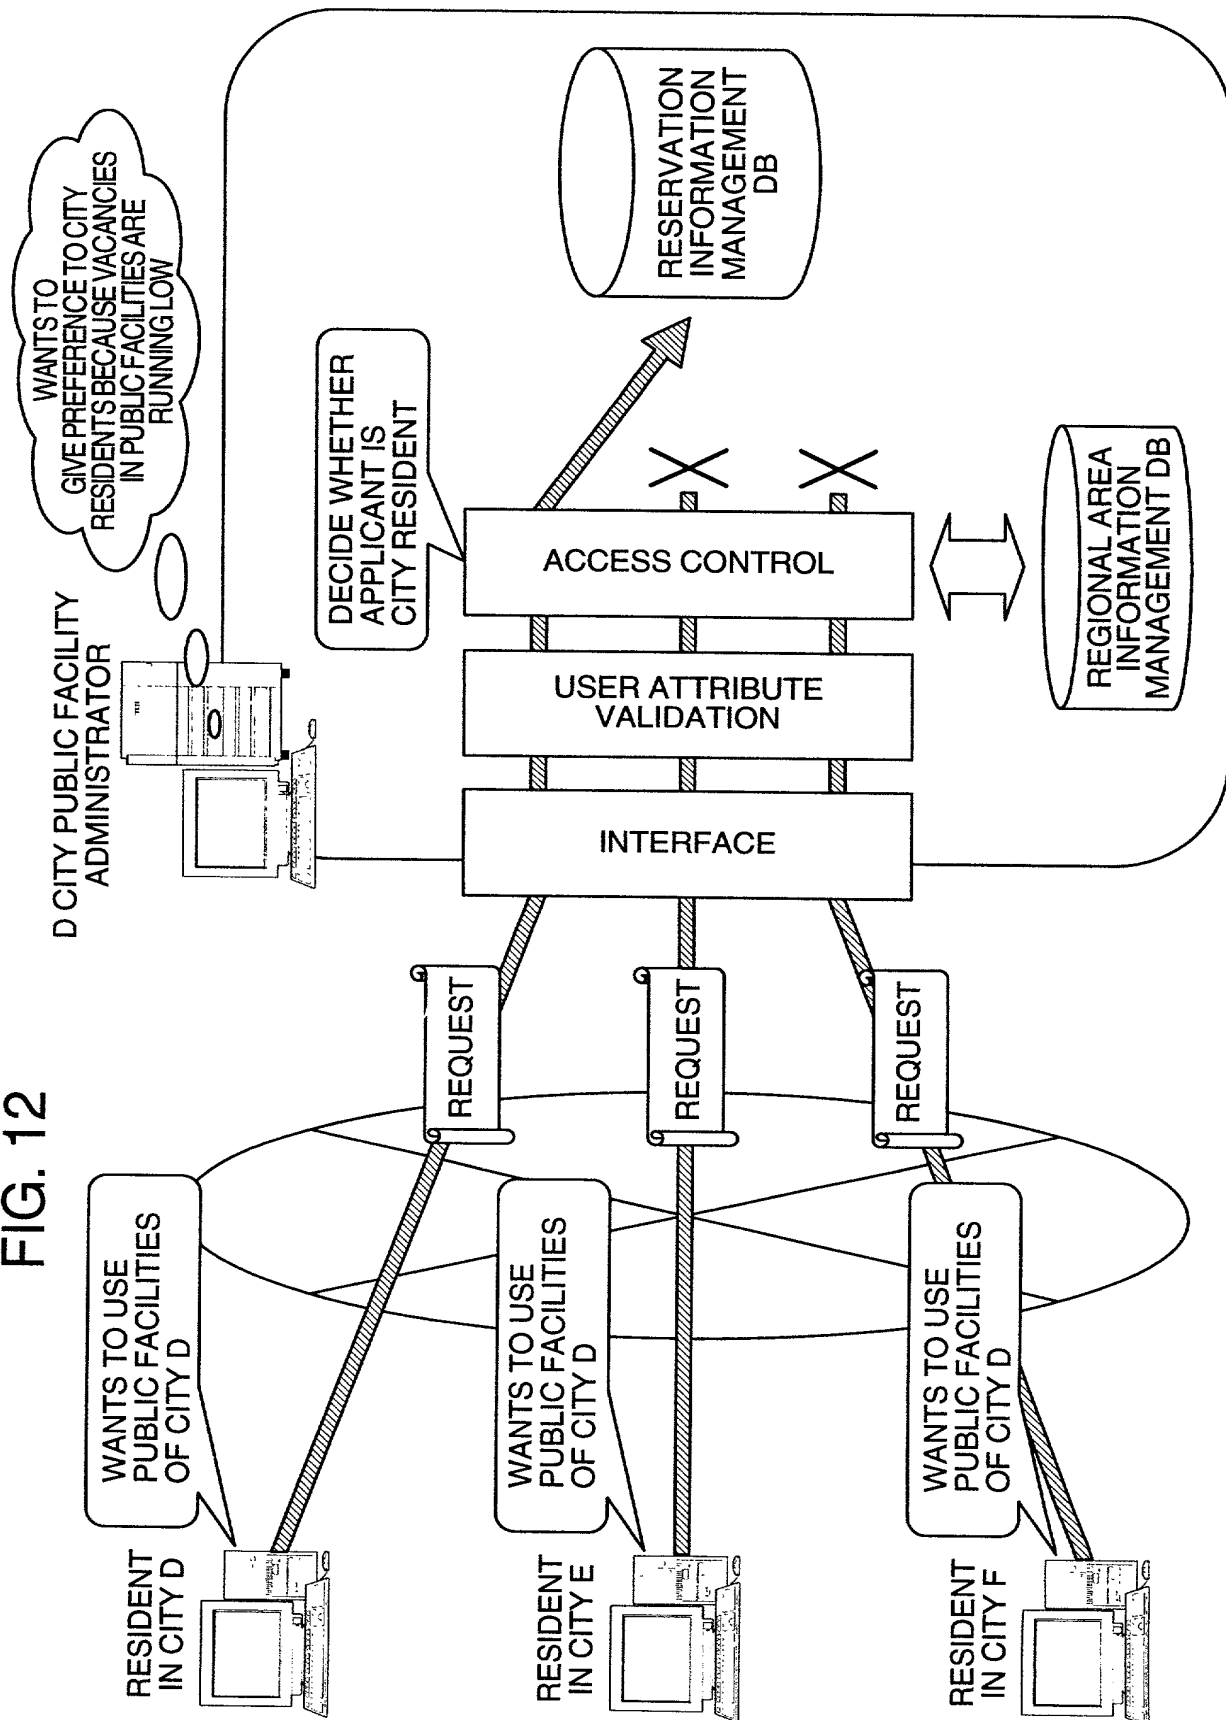 FIG. 12
D CITY PUBLIC FACILITY
ADMINISTRATOR
WANTS TO
GIVE PREFERENCE TO CITY
RESIDENTS BECAUSE VACANCIES
IN PUBLIC FACILITIES ARE
RUNNING LOW
RESIDENT
IN CITY D
WANTS TO USE
PUBLIC FACILITIES
OF CITY D
REQUEST
RESIDENT
IN CITY E
WANTS TO USE
PUBLIC FACILITIES
OF CITY D
REQUEST
RESIDENT
IN CITY F
WANTS TO USE
PUBLIC FACILITIES
OF CITY D
REQUEST
INTERFACE
USER ATTRIBUTE
VALIDATION
ACCESS CONTROL
DECIDE WHETHER
APPLICANT IS
CITY RESIDENT
RESERVATION
INFORMATION
MANAGEMENT
DB
REGIONAL AREA
INFORMATION
MANAGEMENT DB